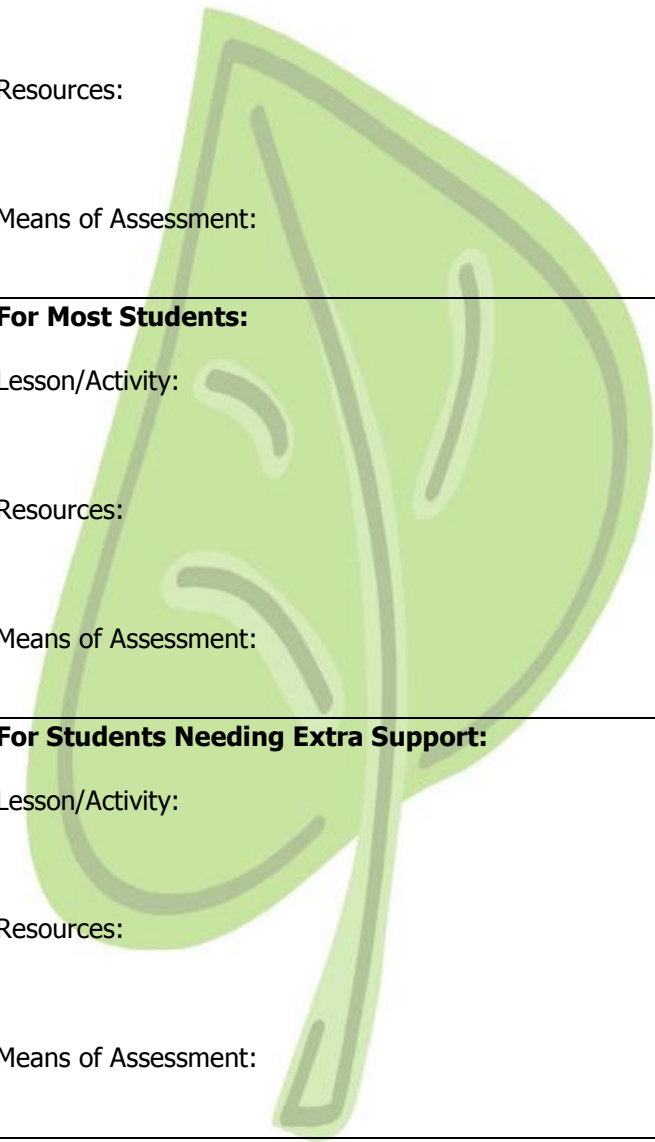 Resources:
Means of Assessment:
For Most Students:
Lesson/Activity:
Resources:
Means of Assessment:
For Students Needing Extra Support:
Lesson/Activity:
Resources:
Means of Assessment: